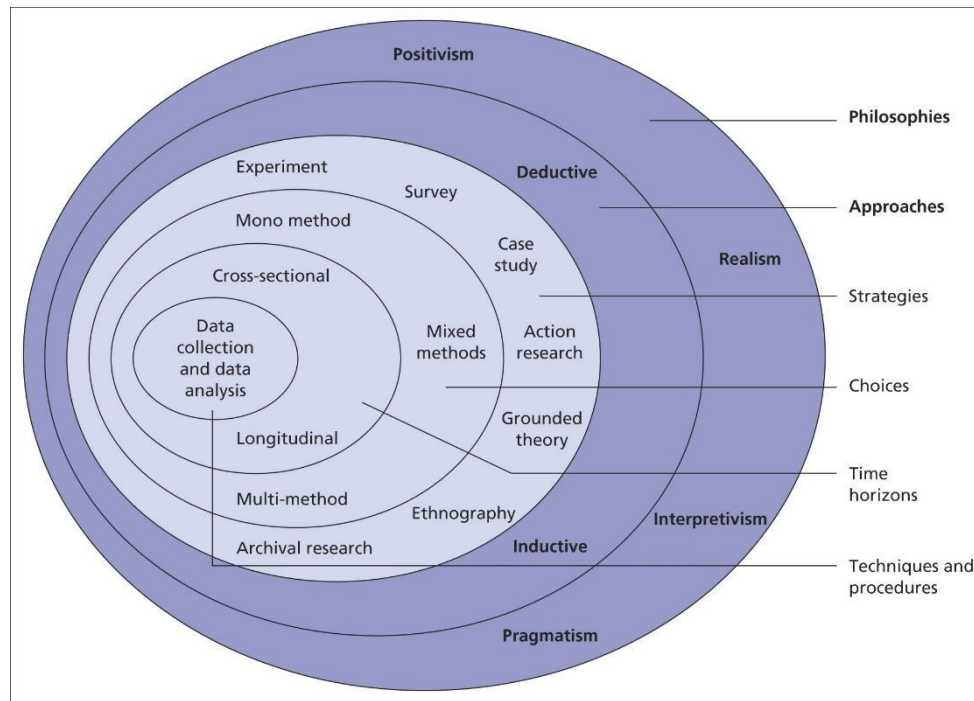 Positivism
Philosophies
Experiment
Deductive
Survey
Approaches
Mono method
Case
study
Realism
Cross-sectional
Strategies
Data
collection
and data
analysis
Mixed
methods
Action
research
Choices
Grounded
theory
Longitudinal
Time
horizons
Multi-method
Ethnography
Interpretivism
Archival research
Inductive
Techniques and
procedures
Pragmatism